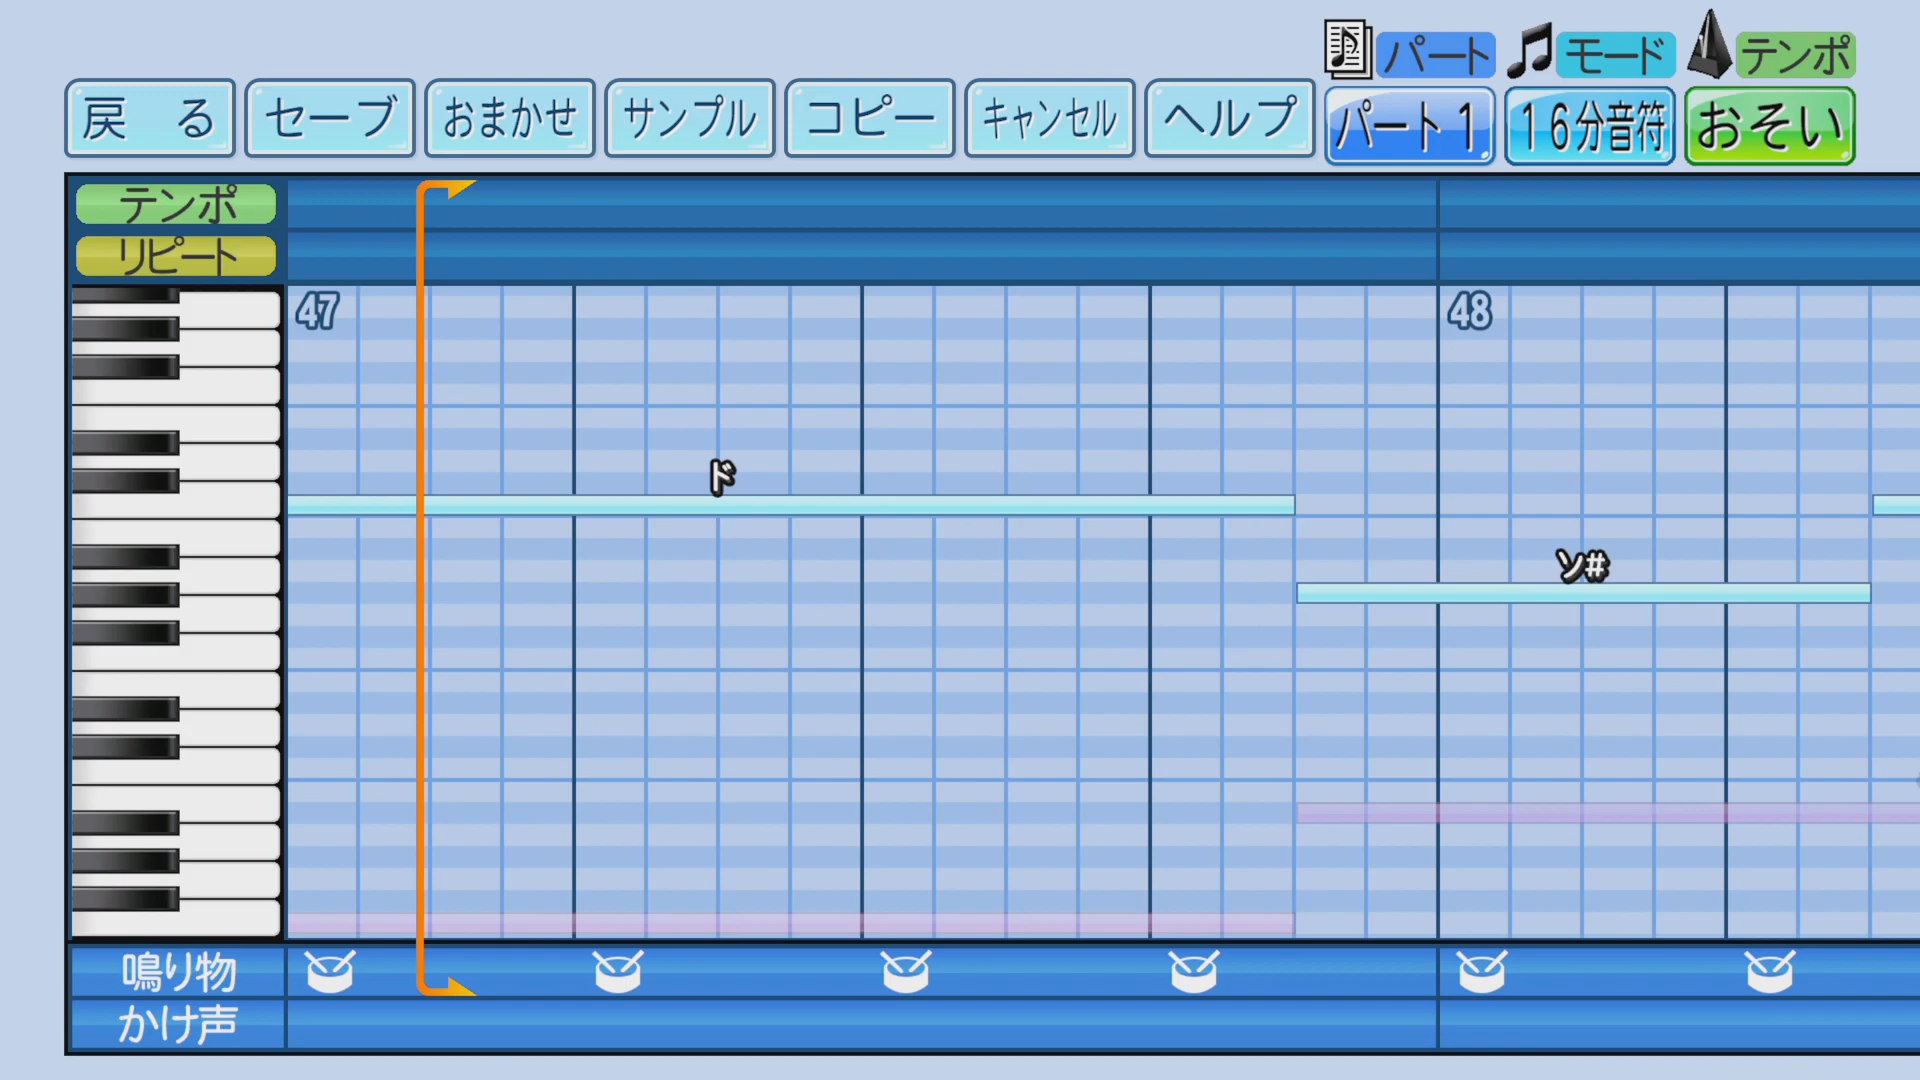 パート モード テンポ
戻 る セーブ おまかせ サンプル コピー キャンセル ヘルプ パート1 16分音符 おそい
テンポ
リピート
47 48
ド
ソ#
鳴り物
かけ声